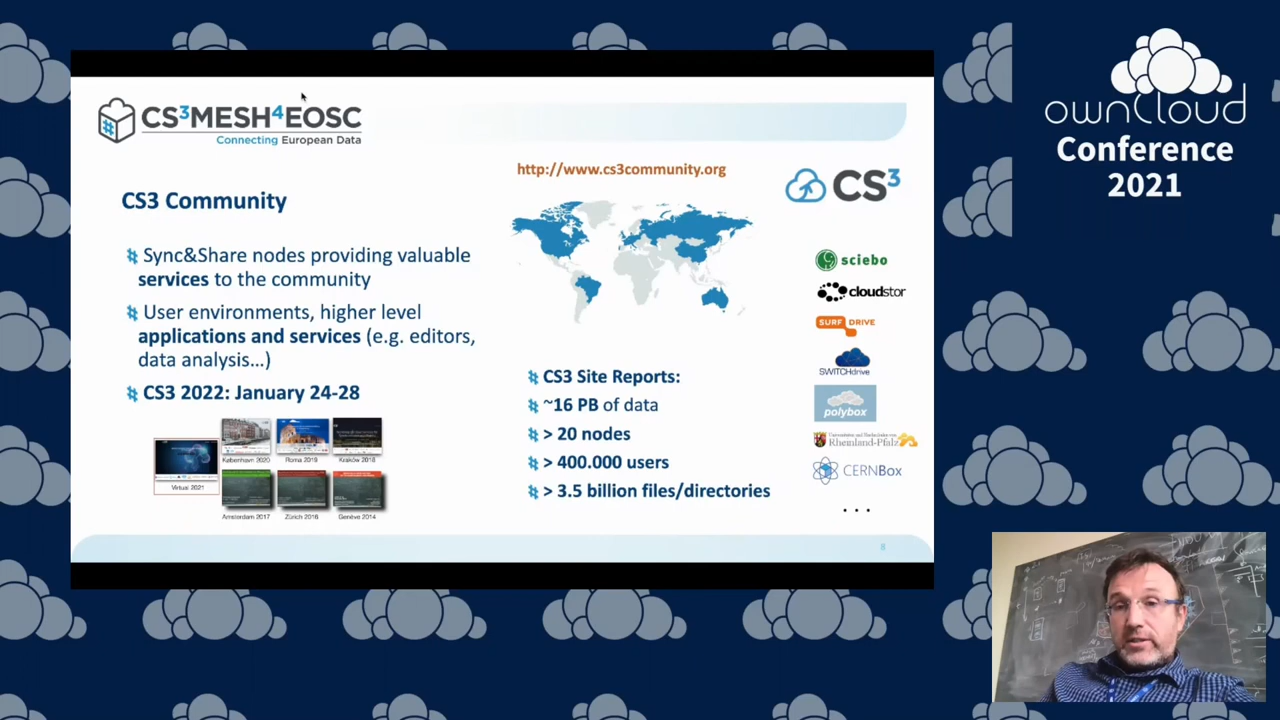 CS³MESH⁴EOSC
Connecting European Data
http://www.cs3community.org
CS³
CS3 Community
Sync&Share nodes providing valuable
services to the community
User environments, higher level
applications and services (e.g. editors,
data analysis...)
CS3 2022: January 24-28
Virtual 2021
København 2020
Roma 2019
Kraków 2018
Amsterdam 2017
Zürich 2016
Genève 2014
CS3 Site Reports:
~16 PB of data
> 20 nodes
> 400.000 users
> 3.5 billion files/directories
sciebo
cloudstor
SURF DRIVE
SWITCHdrive
polybox
Rheinland-Pfalz
CERNBox
...
ownCloud
Conference
2021